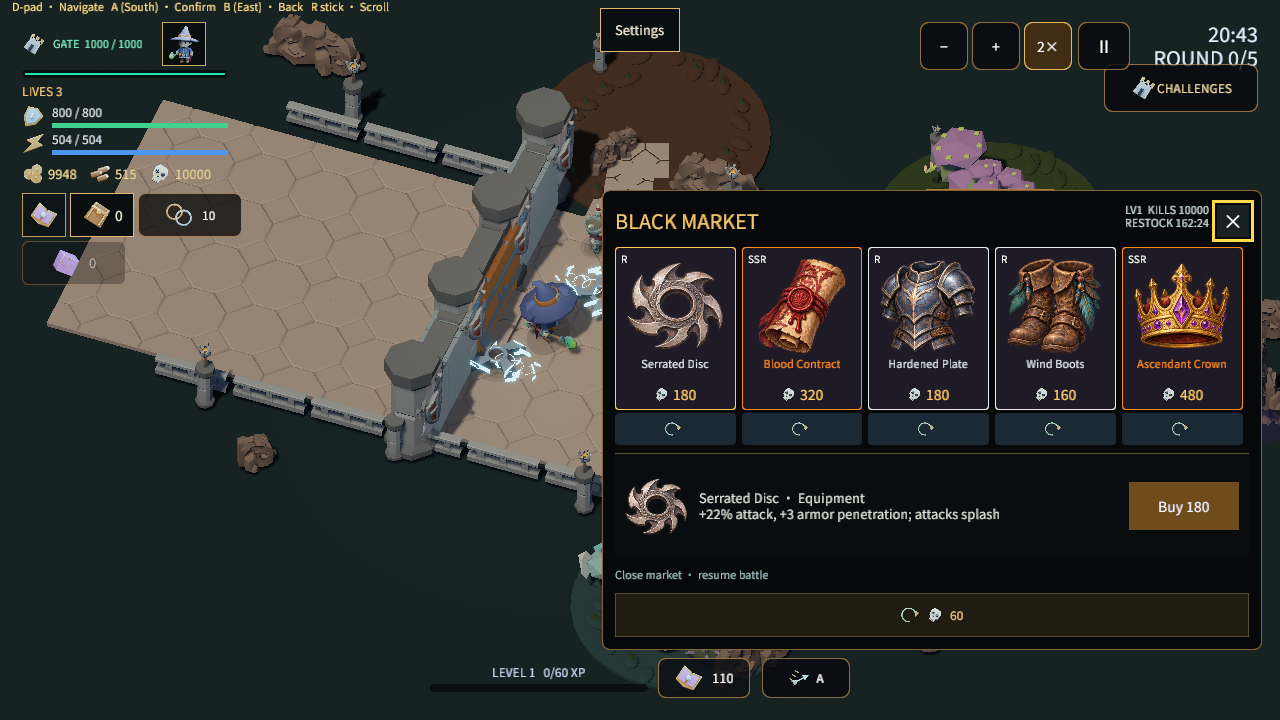 D-pad • Navigate A (South) • Confirm B (East) • Back R stick • Scroll
Settings
GATE 1000 / 1000
LIVES 3
800 / 800
504 / 504
9948 515 10000
0 10
0
− + 2×
20:43
ROUND 0/5
CHALLENGES
BLACK MARKET
LV1 KILLS 10000
RESTOCK 162:24
R SSR R R SSR
Serrated Disc Blood Contract Hardened Plate Wind Boots Ascendant Crown
180 320 180 160 480
Serrated Disc • Equipment
+22% attack, +3 armor penetration; attacks splash
Buy 180
Close market • resume battle
60
LEVEL 1 0/60 XP
110 A